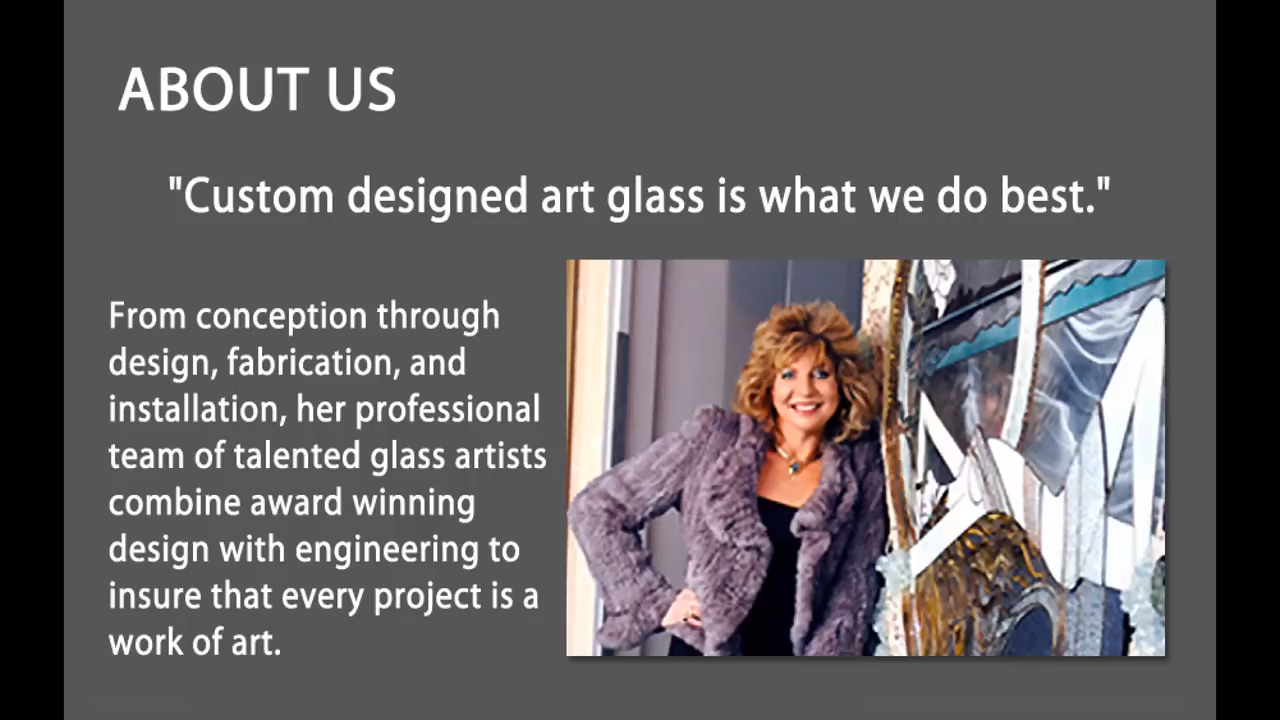 ABOUT US
"Custom designed art glass is what we do best."
From conception through
design, fabrication, and
installation, her professional
team of talented glass artists
combine award winning
design with engineering to
insure that every project is a
work of art.